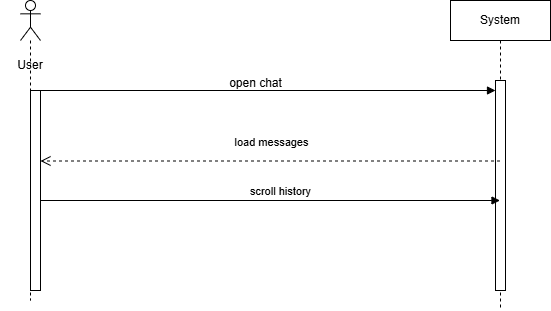 System
User
open chat
load messages
scroll history